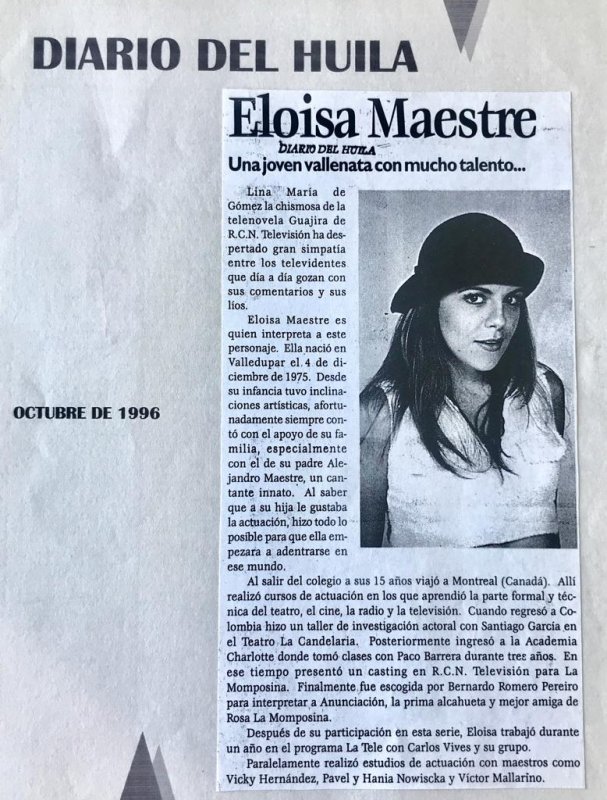 DIARIO DEL HUILA
Eloisa Maestre
DIARIO DEL HUILA
Una joven vallenata con mucho talento...
Lina María de
Gómez la chismosa de la
telenovela Guajira de
R.C.N. Televisión ha des-
pertado gran simpatía
entre los televidentes
que día a día gozan con
sus comentarios y sus
líos.
Eloisa Maestre es
quien interpreta a este
personaje. Ella nació en
Valledupar el 4 de di-
ciembre de 1975. Desde
su infancia tuvo inclina-
ciones artísticas, afortu-
nadamente siempre con-
tó con el apoyo de su fa-
milia, especialmente
con el de su padre Ale-
jandro Maestre, un can-
tante innato. Al saber
que a su hija le gustaba
la actuación, hizo todo lo
posible para que ella em-
pezara a adentrarse en
ese mundo.
Al salir del colegio a sus 15 años viajó a Montreal (Canadá). Allí
realizó cursos de actuación en los que aprendió la parte formal y téc-
nica del teatro, el cine, la radio y la televisión. Cuando regresó a Co-
lombia hizo un taller de investigación actoral con Santiago García en
el Teatro La Candelaria. Posteriormente ingresó a la Academia
Charlotte donde tomó clases con Paco Barrera durante tres años. En
ese tiempo presentó un casting en R.C.N. Televisión para La
Momposina. Finalmente fue escogida por Bernardo Romero Pereiro
para interpretar a Anunciación, la prima alcahueta y mejor amiga de
Rosa La Momposina.
Después de su participación en esta serie, Eloisa trabajó durante
un año en el programa La Tele con Carlos Vives y su grupo.
Paralelamente realizó estudios de actuación con maestros como
Vicky Hernández, Pavel y Hania Nowiscka y Víctor Mallarino.
OCTUBRE DE 1996